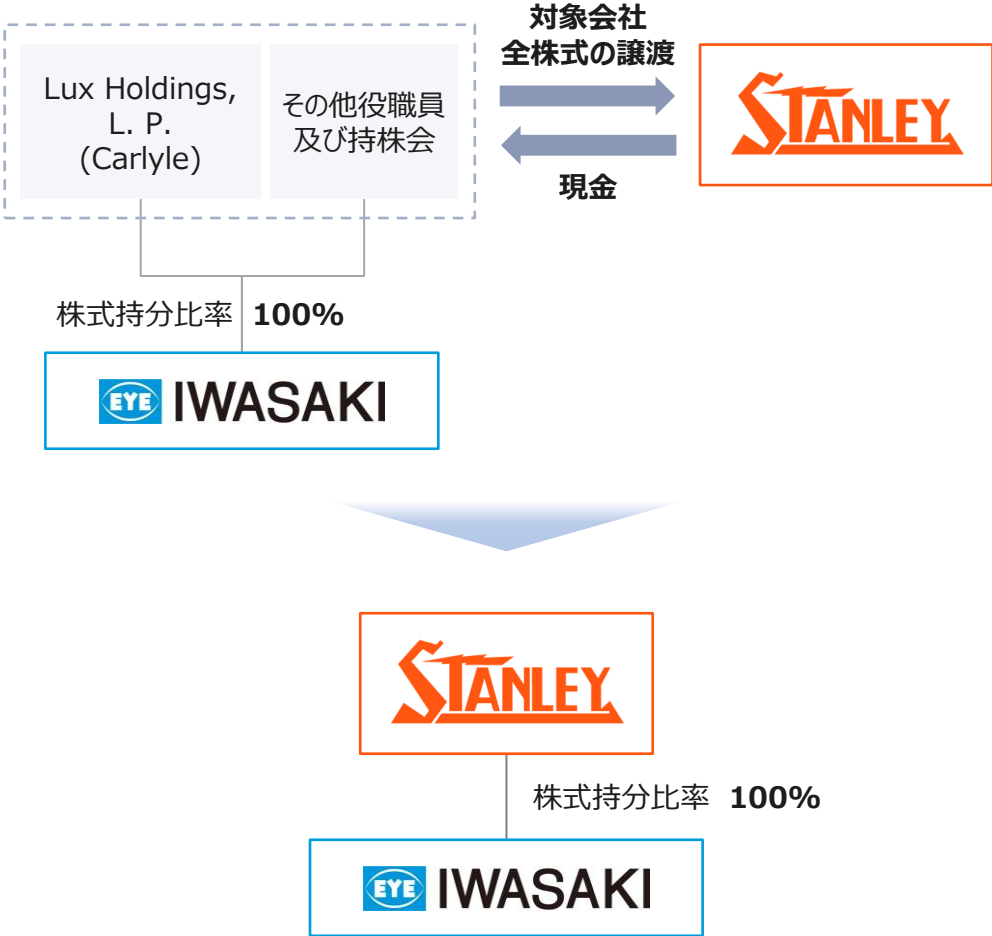 対象会社
全株式の譲渡
Lux Holdings,
L. P.
(Carlyle)
その他役職員
及び持株会
STANLEY
現金
株式持分比率 100%
EYE IWASAKI
STANLEY
株式持分比率 100%
EYE IWASAKI